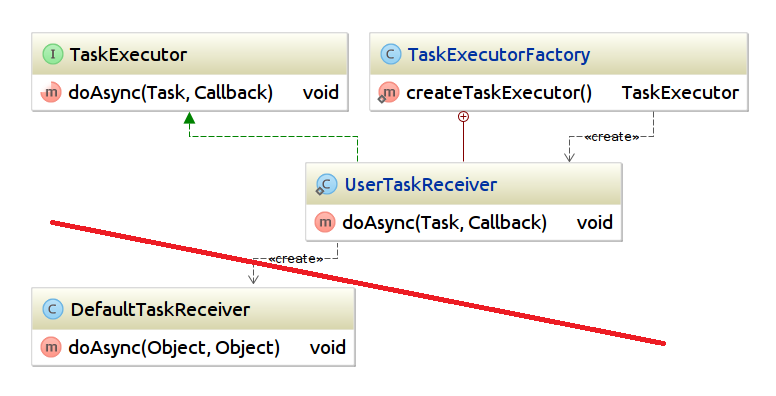 I TaskExecutor
m doAsync(Task, Callback) void
C TaskExecutorFactory
m createTaskExecutor() TaskExecutor
«create»
C UserTaskReceiver
m doAsync(Task, Callback) void
«create»
C DefaultTaskReceiver
m doAsync(Object, Object) void